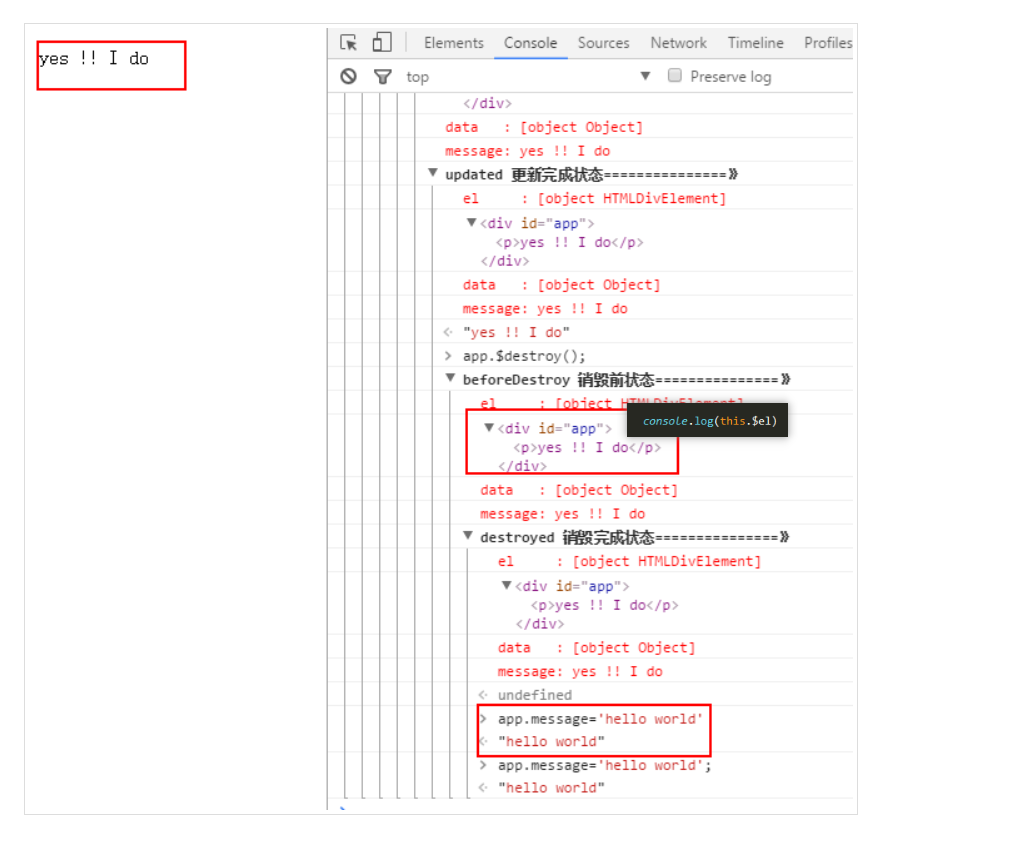 yes !! I do
Elements Console Sources Network Timeline Profiles
top Preserve log
</div>
data : [object Object]
message: yes !! I do
updated 更新完成状态===============》
el : [object HTMLDivElement]
<div id="app">
<p>yes !! I do</p>
</div>
data : [object Object]
message: yes !! I do
"yes !! I do"
> app.$destroy();
beforeDestroy 销毁前状态===============》
el : [object HTMLDivElement]
console.log(this.$el)
<div id="app">
<p>yes !! I do</p>
</div>
data : [object Object]
message: yes !! I do
destroyed 销毁完成状态===============》
el : [object HTMLDivElement]
<div id="app">
<p>yes !! I do</p>
</div>
data : [object Object]
message: yes !! I do
undefined
> app.message='hello world'
"hello world"
> app.message='hello world';
"hello world"